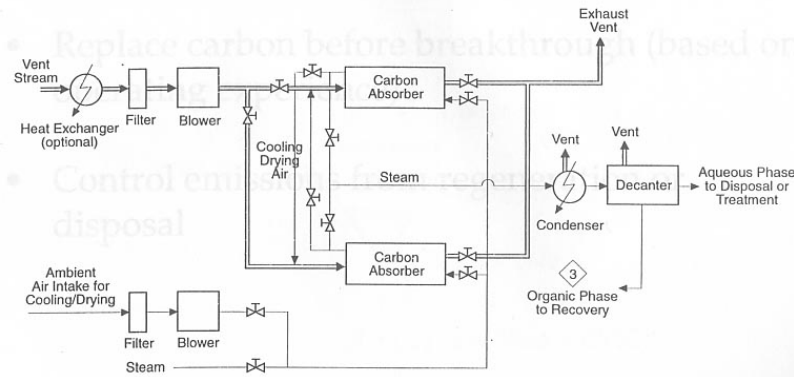 Replace carbon before breakthrough (based on
operating experience)
Control emissions from regeneration or
disposal
Exhaust
Vent
Vent
Stream
Heat Exchanger
(optional)
Filter
Blower
Carbon
Absorber
Cooling
Drying
Air
Steam
Vent
Vent
Condenser
Decanter
Aqueous Phase
to Disposal or
Treatment
Carbon
Absorber
3
Organic Phase
to Recovery
Ambient
Air Intake for
Cooling/Drying
Filter
Blower
Steam